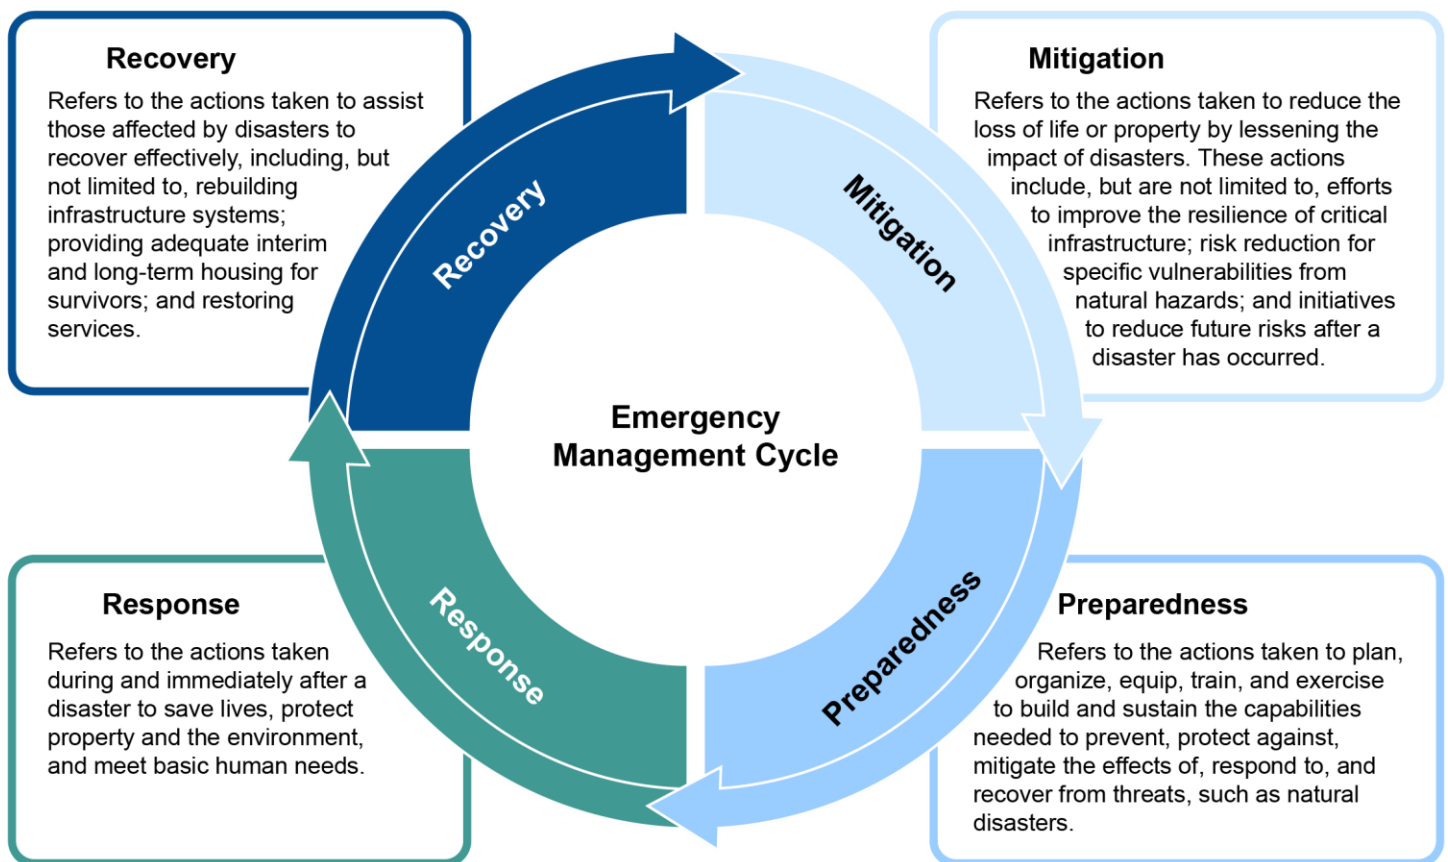 Recovery
Refers to the actions taken to assist
those affected by disasters to
recover effectively, including, but
not limited to, rebuilding
infrastructure systems;
providing adequate interim
and long-term housing for
survivors; and restoring
services.
Mitigation
Refers to the actions taken to reduce the
loss of life or property by lessening the
impact of disasters. These actions
include, but are not limited to, efforts
to improve the resilience of critical
infrastructure; risk reduction for
specific vulnerabilities from
natural hazards; and initiatives
to reduce future risks after a
disaster has occurred.
Recovery
Mitigation
Emergency
Management Cycle
Response
Preparedness
Response
Refers to the actions taken
during and immediately after a
disaster to save lives, protect
property and the environment,
and meet basic human needs.
Preparedness
Refers to the actions taken to plan,
organize, equip, train, and exercise
to build and sustain the capabilities
needed to prevent, protect against,
mitigate the effects of, respond to, and
recover from threats, such as natural
disasters.